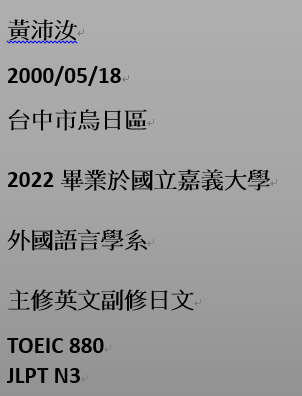 黃沛汝
2000/05/18
台中市烏日區
2022 畢業於國立嘉義大學
外國語言學系
主修英文副修日文
TOEIC 880
JLPT N3